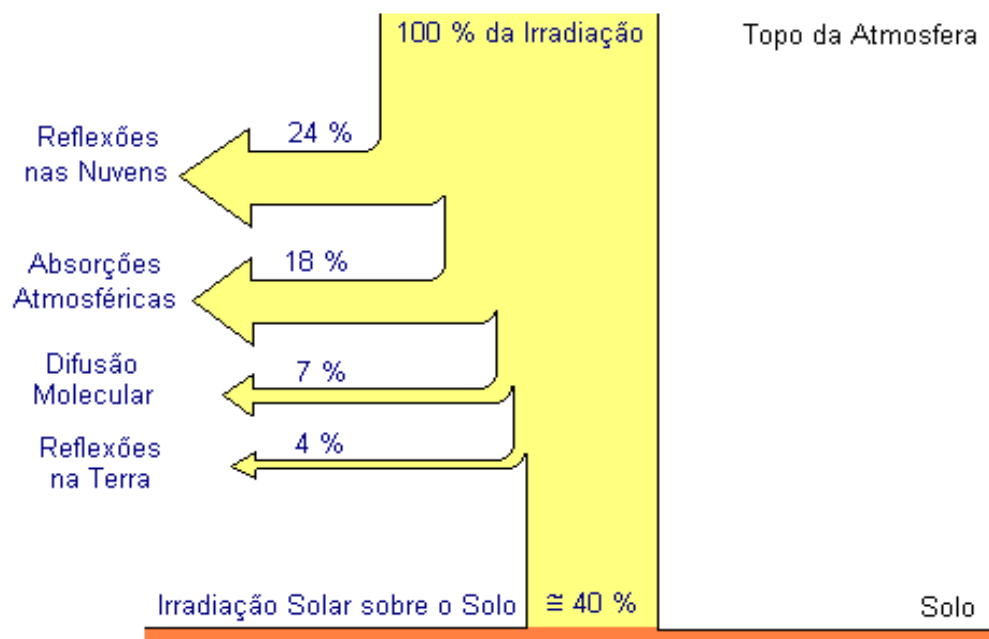 100 % da Irradiação
Topo da Atmosfera
24 %
Reflexões
nas Nuvens
18 %
Absorções
Atmosféricas
7 %
Difusão
Molecular
4 %
Reflexões
na Terra
Irradiação Solar sobre o Solo
≅ 40 %
Solo